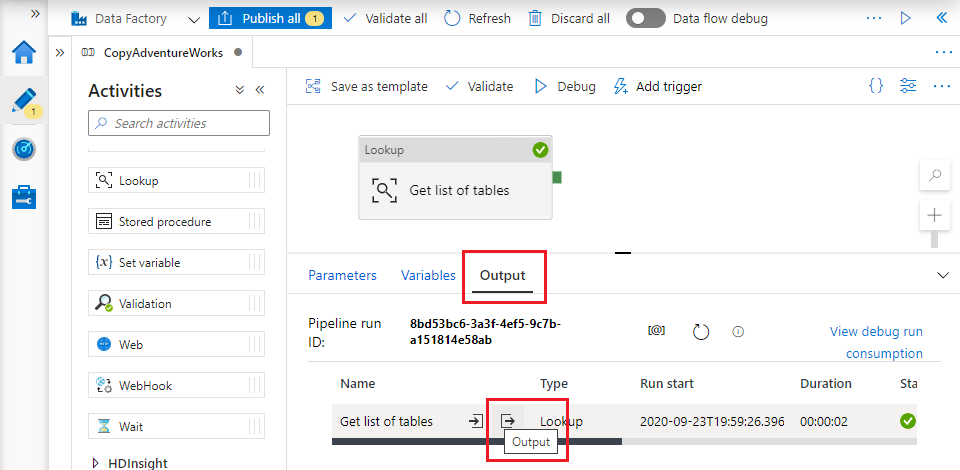 Data Factory
Publish all 1
Validate all
Refresh
Discard all
Data flow debug
CopyAdventureWorks
1
Activities
Search activities
Lookup
Stored procedure
{x} Set variable
Validation
Web
WebHook
Wait
HDInsight
Save as template
Validate
Debug
Add trigger
{}
Lookup
Get list of tables
Parameters
Variables
Output
Pipeline run
ID:
8bd53bc6-3a3f-4ef5-9c7b-
a151814e58ab
[@]
View debug run
consumption
Name
Type
Run start
Duration
Sta
Get list of tables
Lookup
2020-09-23T19:59:26.396
00:00:02
Output